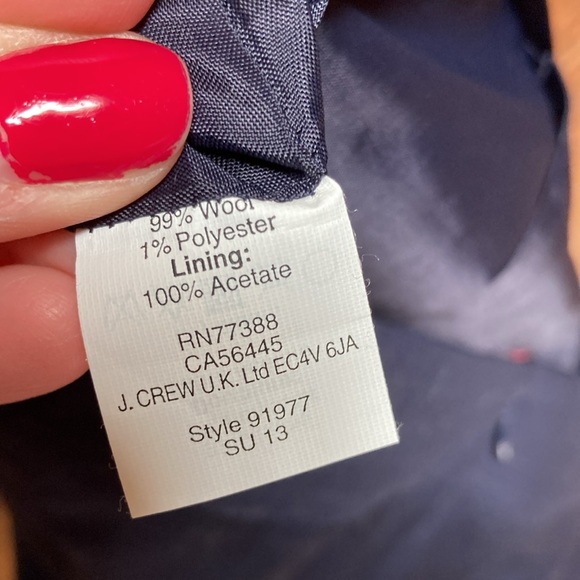 99% Wool
1% Polyester
Lining:
100% Acetate
RN77388
CA56445
J. CREW U.K. Ltd EC4V 6JA
Style 91977
SU 13